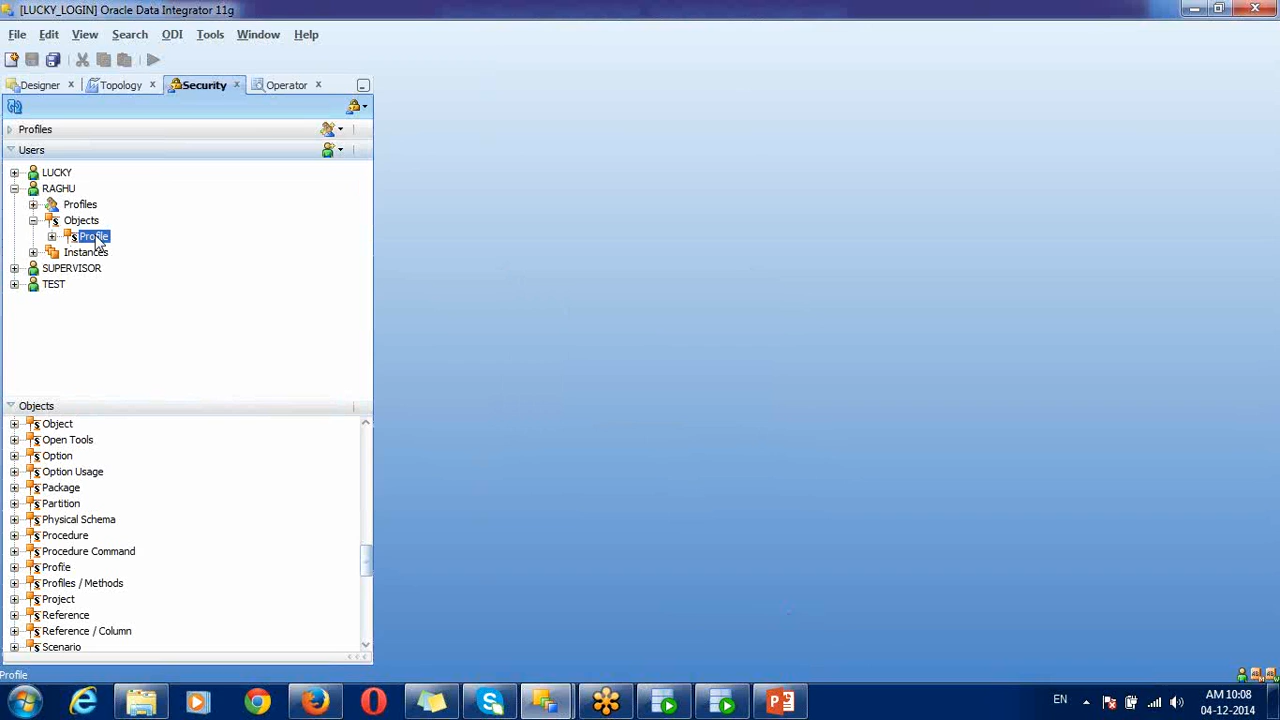 [LUCKY_LOGIN] Oracle Data Integrator 11g
File Edit View Search ODI Tools Window Help
Designer Topology Security Operator
Profiles
Users
LUCKY
RAGHU
Profiles
Objects
Profile
Instances
SUPERVISOR
TEST
Objects
Object
Open Tools
Option
Option Usage
Package
Partition
Physical Schema
Procedure
Procedure Command
Profile
Profiles / Methods
Project
Reference
Reference / Column
Scenario
Profile
EN
AM 10:08
04-12-2014